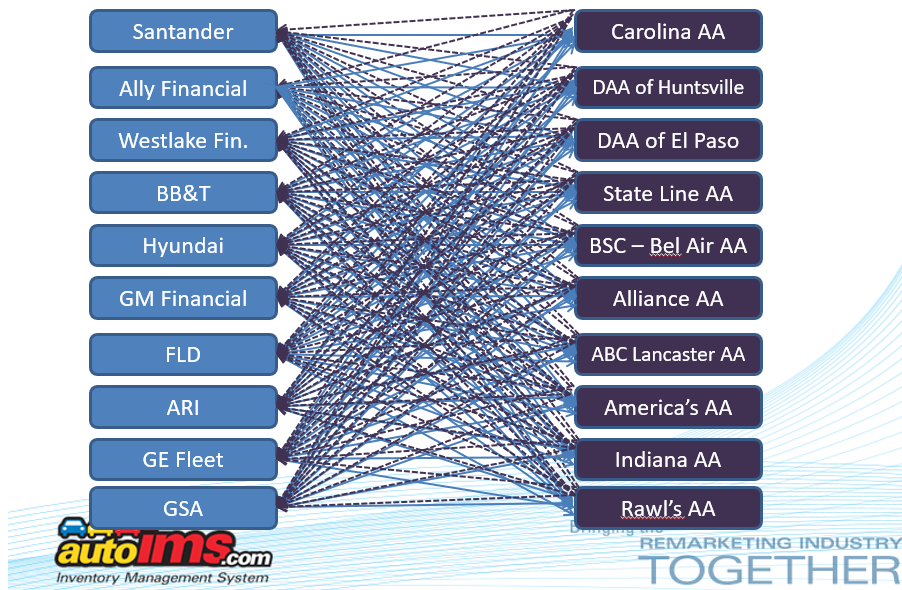 Santander
Carolina AA
Ally Financial
DAA of Huntsville
Westlake Fin.
DAA of El Paso
BB&T
State Line AA
Hyundai
BSC – Bel Air AA
GM Financial
Alliance AA
FLD
ABC Lancaster AA
ARI
America's AA
GE Fleet
Indiana AA
GSA
Rawl's AA
Bringing the
autoIMS.com
REMARKETING INDUSTRY
Inventory Management System
TOGETHER